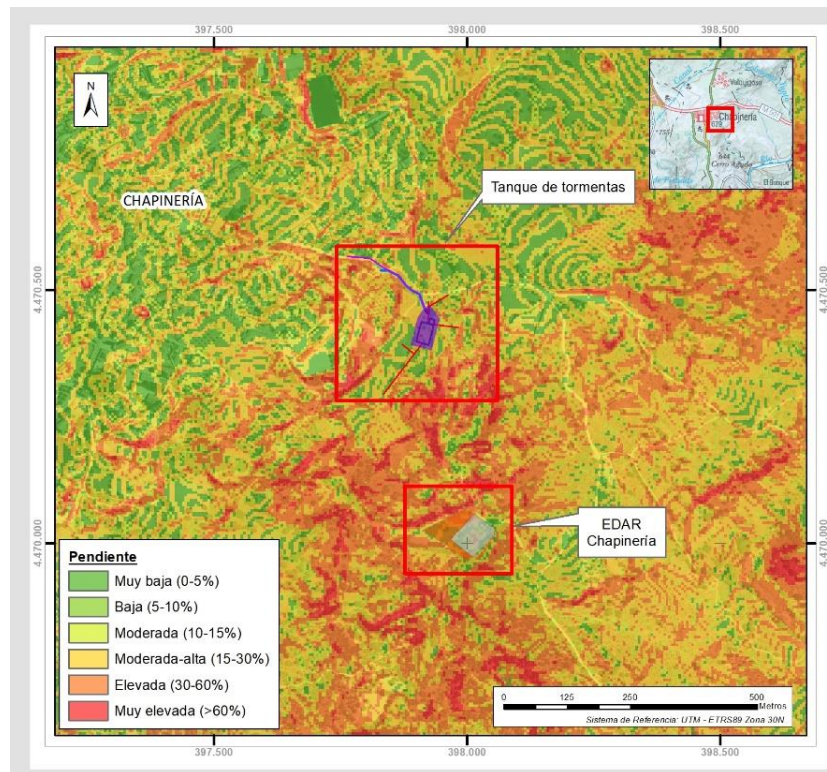 397.500
398.000
398.500
N
CHAPINERÍA
Tanque de tormentas
Valquigoso
Chapinería
El Bosque
4.470.500
4.470.500
EDAR
Chapinería
4.470.000
4.470.000
Pendiente
Muy baja (0-5%)
Baja (5-10%)
Moderada (10-15%)
Moderada-alta (15-30%)
Elevada (30-60%)
Muy elevada (>60%)
0 125 250 500
Metros
Sistema de Referencia: UTM - ETRS89 Zona 30N
397.500
398.000
398.500